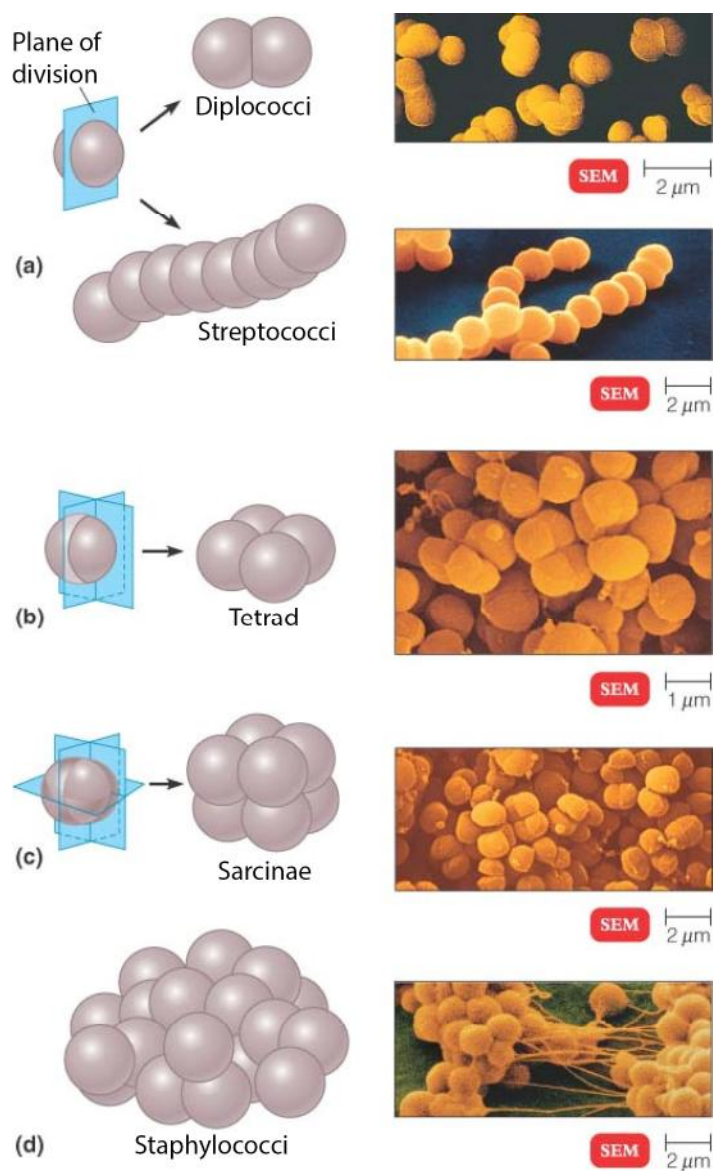 Plane of
division
Diplococci
SEM
2 μm
(a)
Streptococci
SEM
2 μm
(b)
Tetrad
SEM
1 μm
(c)
Sarcinae
SEM
2 μm
(d)
Staphylococci
SEM
2 μm